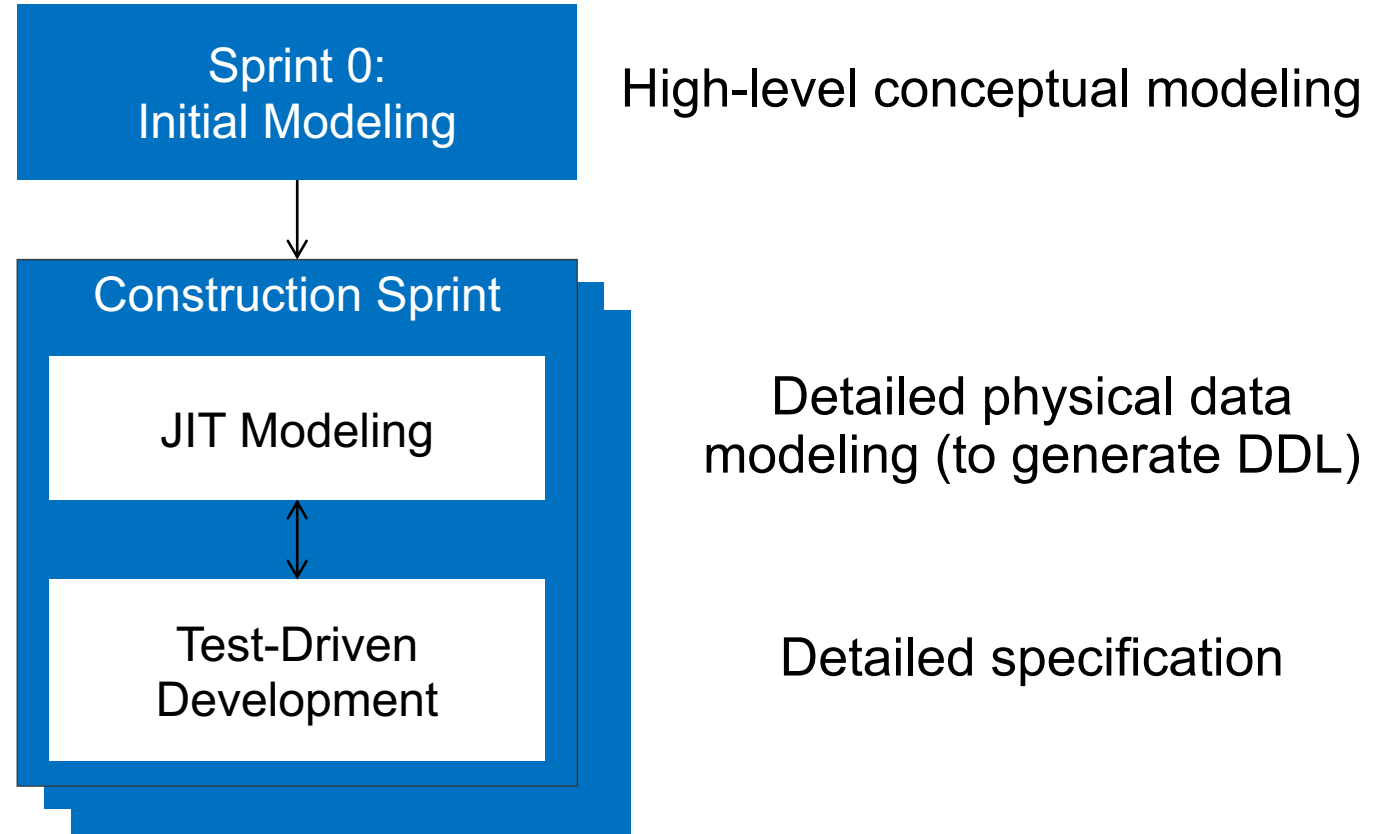 Sprint 0:
Initial Modeling
High-level conceptual modeling
Construction Sprint
JIT Modeling
Detailed physical data
modeling (to generate DDL)
Test-Driven
Development
Detailed specification